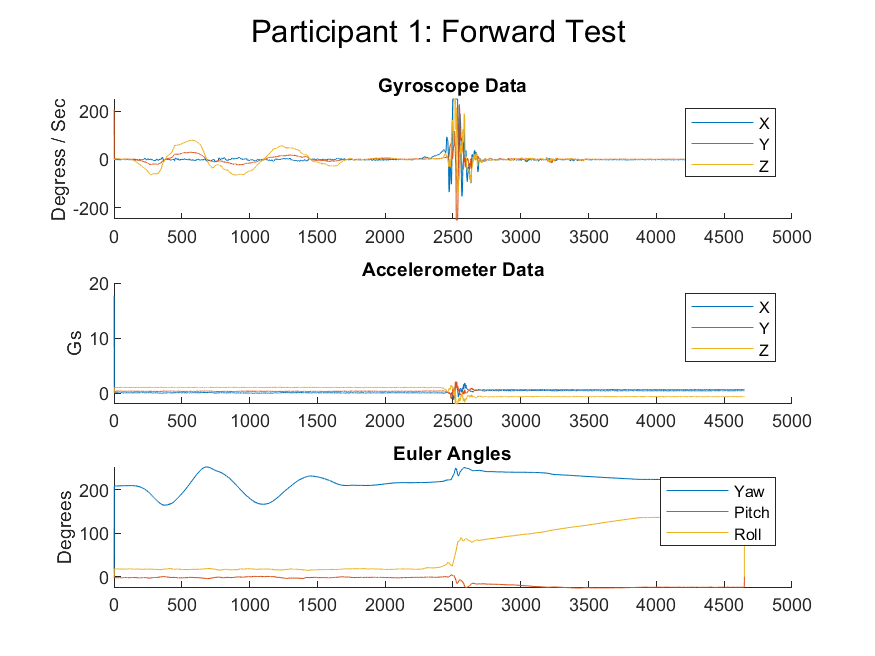 Participant 1: Forward Test
Gyroscope Data
Degress / Sec
200
0
-200
X
Y
Z
0 500 1000 1500 2000 2500 3000 3500 4000 4500 5000
Accelerometer Data
Gs
20
10
0
X
Y
Z
0 500 1000 1500 2000 2500 3000 3500 4000 4500 5000
Euler Angles
Degrees
200
100
0
Yaw
Pitch
Roll
0 500 1000 1500 2000 2500 3000 3500 4000 4500 5000